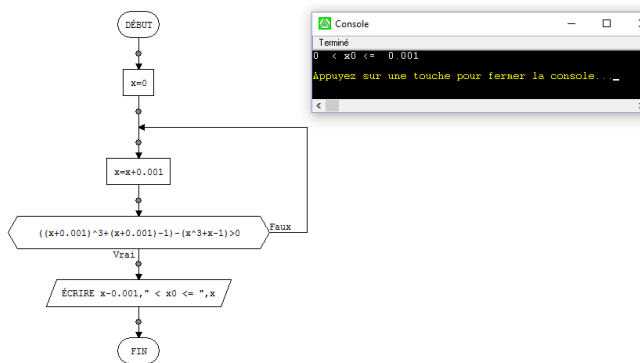 DÉBUT
x=0
x=x+0.001
((x+0.001)^3+(x+0.001)-1)-(x^3+x-1)>0
Faux
Vrai
ÉCRIRE x-0.001," < x0 <= ",x
FIN
Console
Terminé
0 < x0 <= 0.001
Appuyez sur une touche pour fermer la console..._